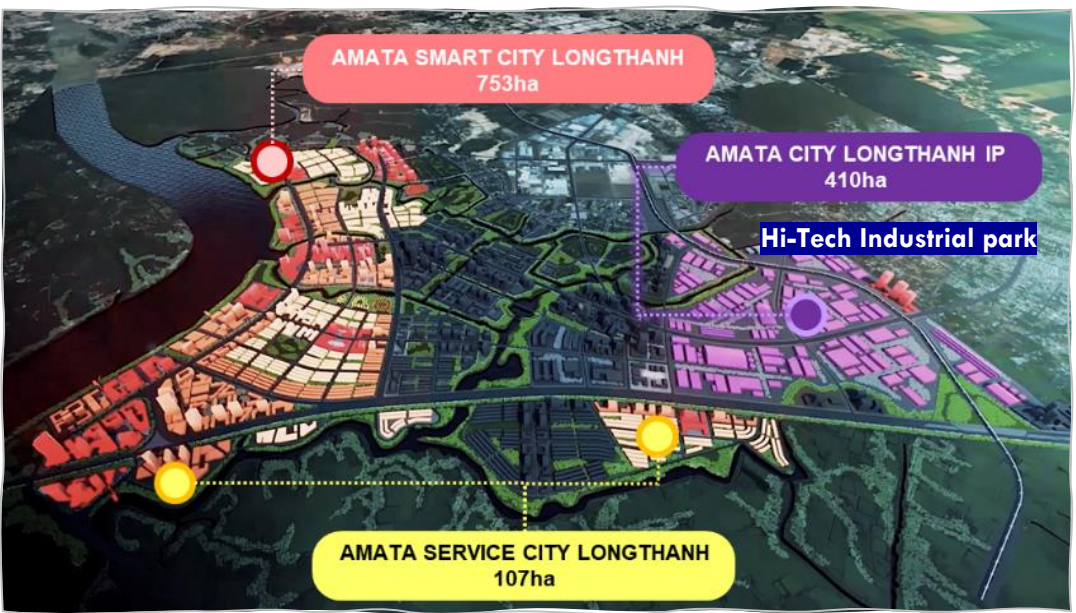 AMATA SMART CITY LONGTHANH
753ha
AMATA CITY LONGTHANH IP
410ha
Hi-Tech Industrial park
AMATA SERVICE CITY LONGTHANH
107ha